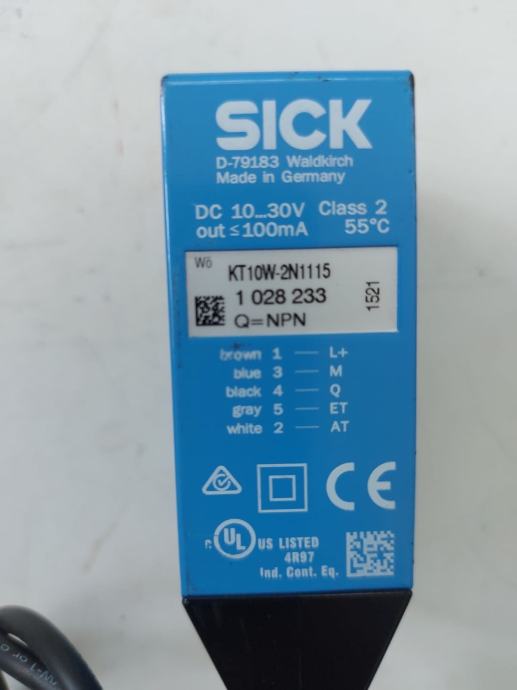 SICK
D-79183 Waldkirch
Made in Germany
DC 10...30V Class 2
out ≤100mA 55°C
Wö
KT10W-2N1115
1 028 233
Q=NPN
1521
brown 1 — L+
blue 3 — M
black 4 — Q
gray 5 — ET
white 2 — AT
CE
UL US LISTED
4R97
Ind. Cont. Eq.